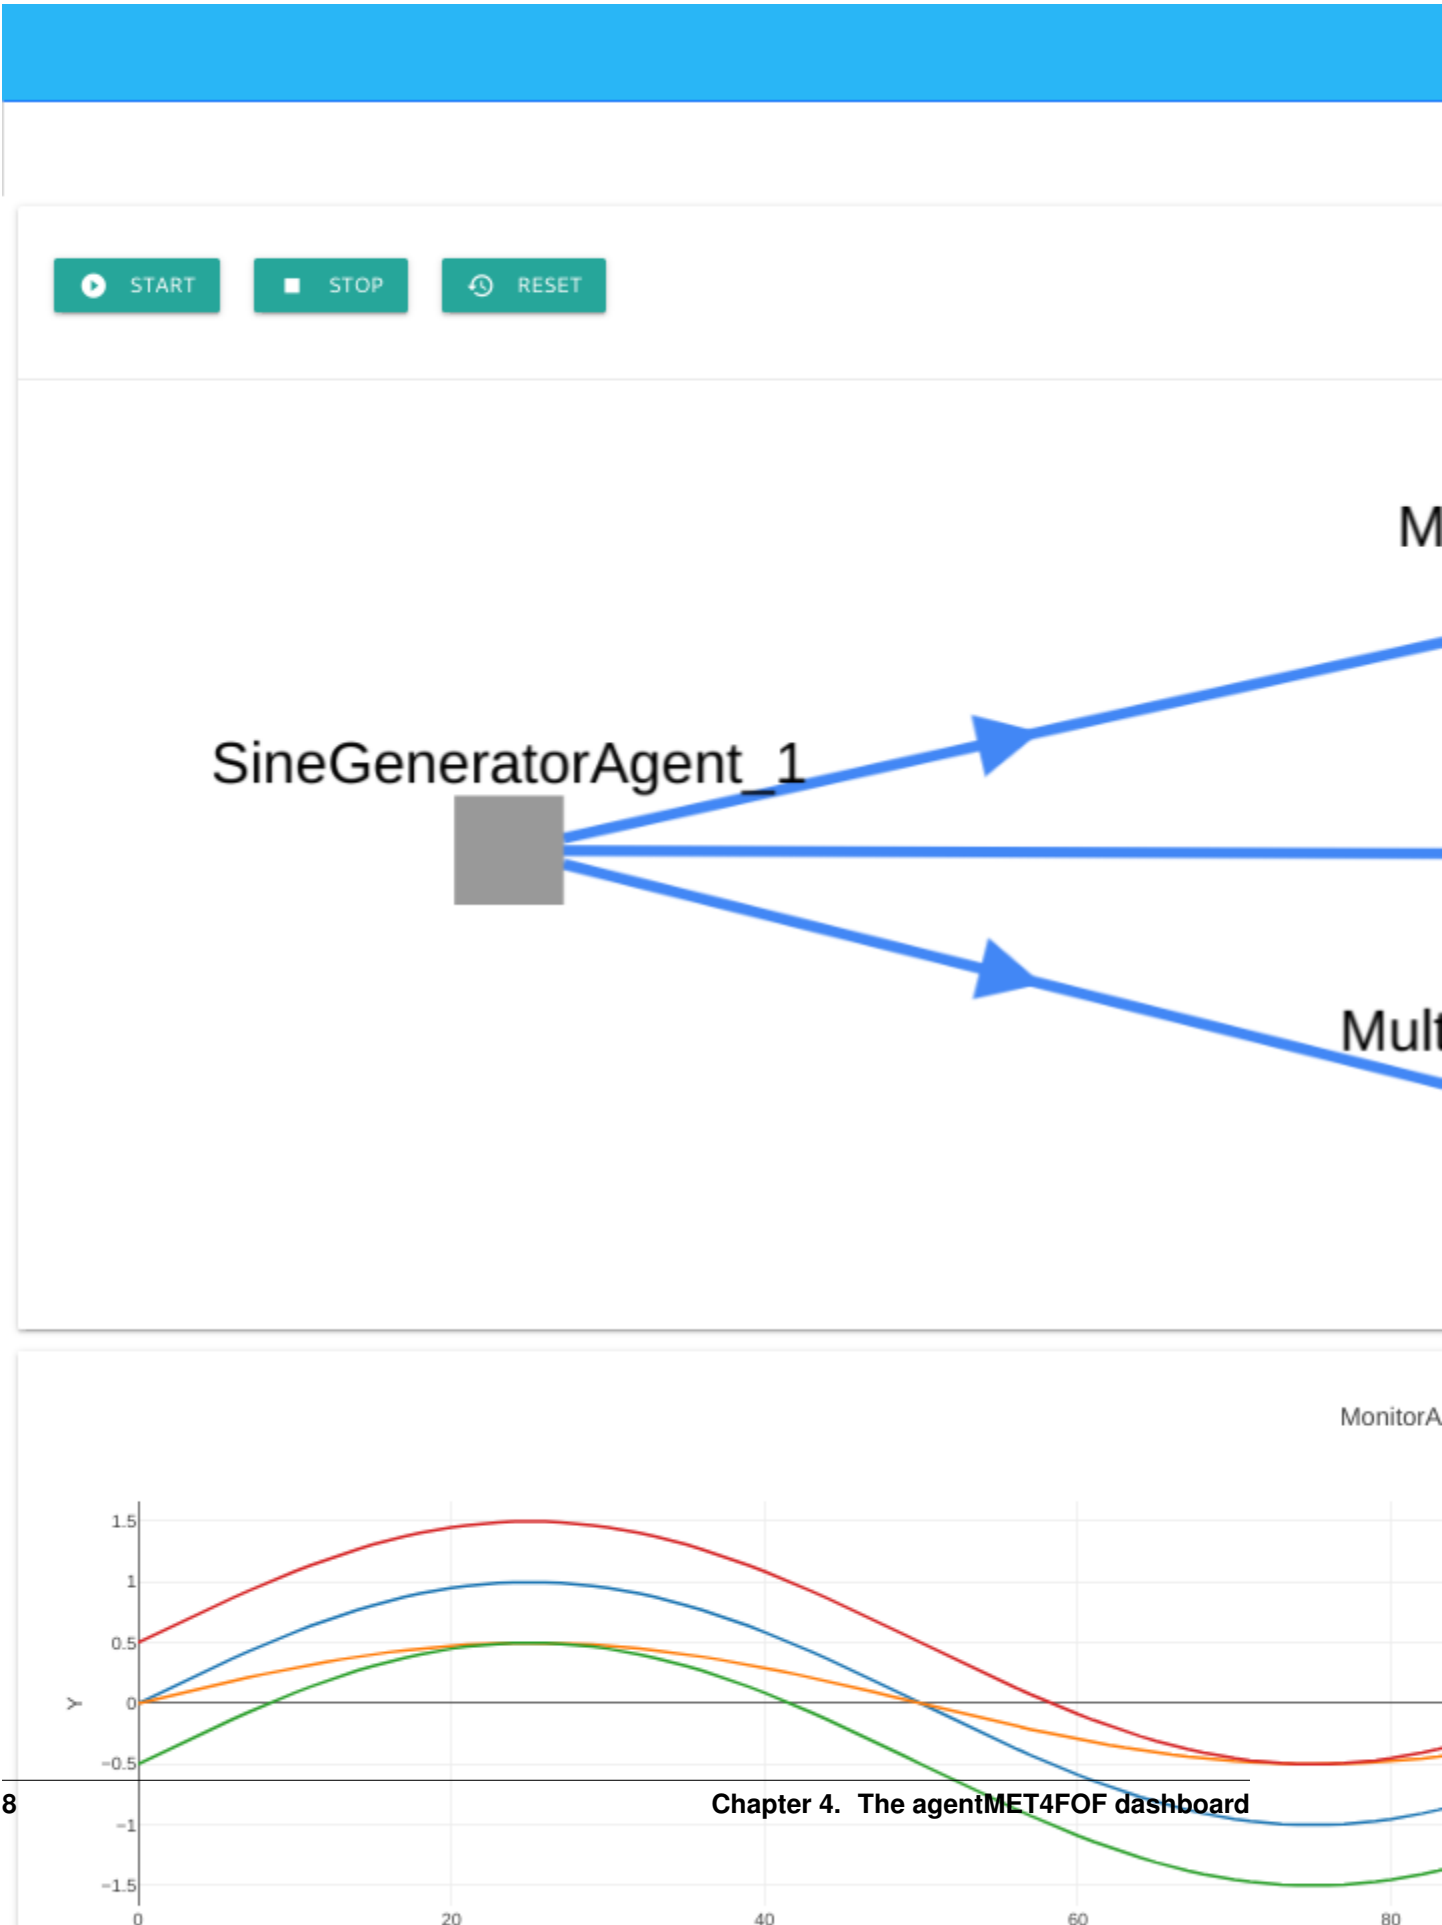 START STOP RESET
M
SineGeneratorAgent_1
Mult
MonitorA
1.5
1
0.5
0
−0.5
−1
−1.5
Y
0 20 40 60 80
8 Chapter 4. The agentMET4FOF dashboard